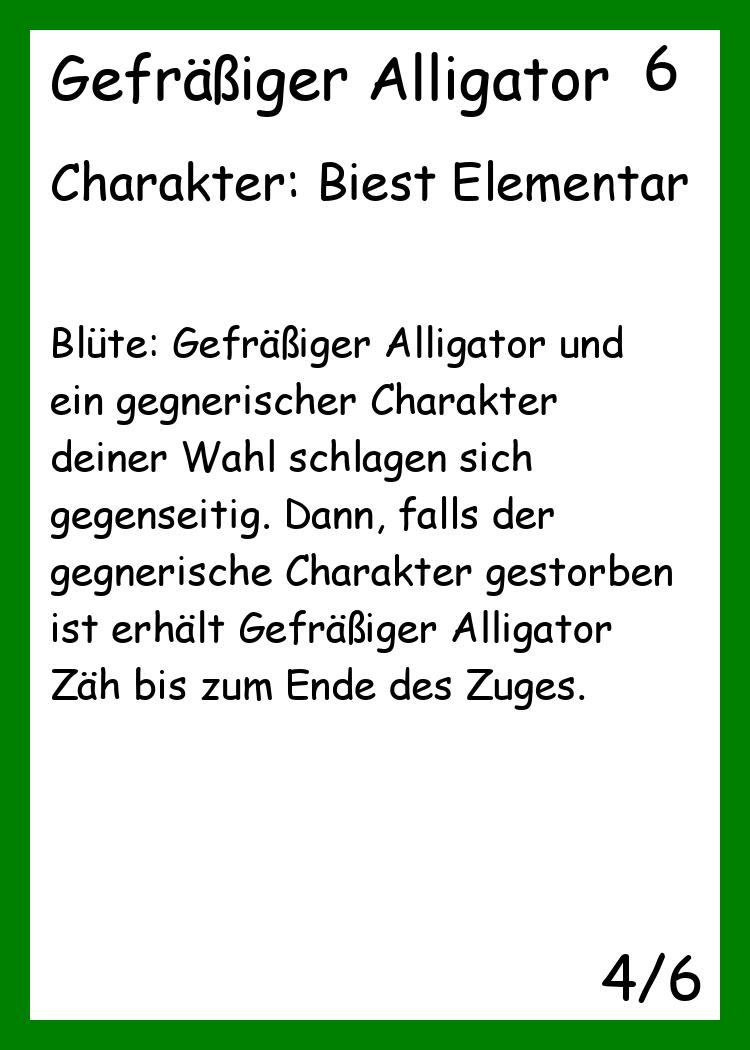 Gefräßiger Alligator 6
Charakter: Biest Elementar
Blüte: Gefräßiger Alligator und
ein gegnerischer Charakter
deiner Wahl schlagen sich
gegenseitig. Dann, falls der
gegnerische Charakter gestorben
ist erhält Gefräßiger Alligator
Zäh bis zum Ende des Zuges.
4/6